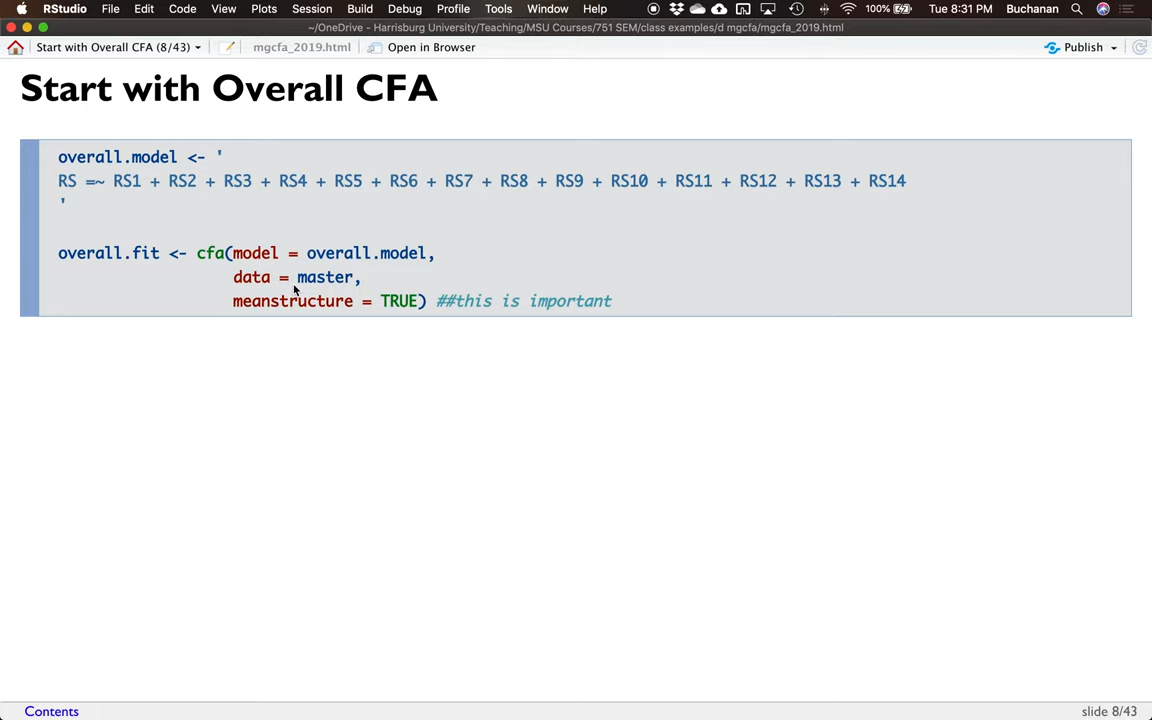 RStudio File Edit Code View Plots Session Build Debug Profile Tools Window Help 100% Tue 8:31 PM Buchanan
~/OneDrive - Harrisburg University/Teaching/MSU Courses/751 SEM/class examples/d mgcfa/mgcfa_2019.html
Start with Overall CFA (8/43) mgcfa_2019.html Open in Browser Publish
Start with Overall CFA
overall.model <- '
RS =~ RS1 + RS2 + RS3 + RS4 + RS5 + RS6 + RS7 + RS8 + RS9 + RS10 + RS11 + RS12 + RS13 + RS14
'
overall.fit <- cfa(model = overall.model,
data = master,
meanstructure = TRUE) ##this is important
Contents slide 8/43